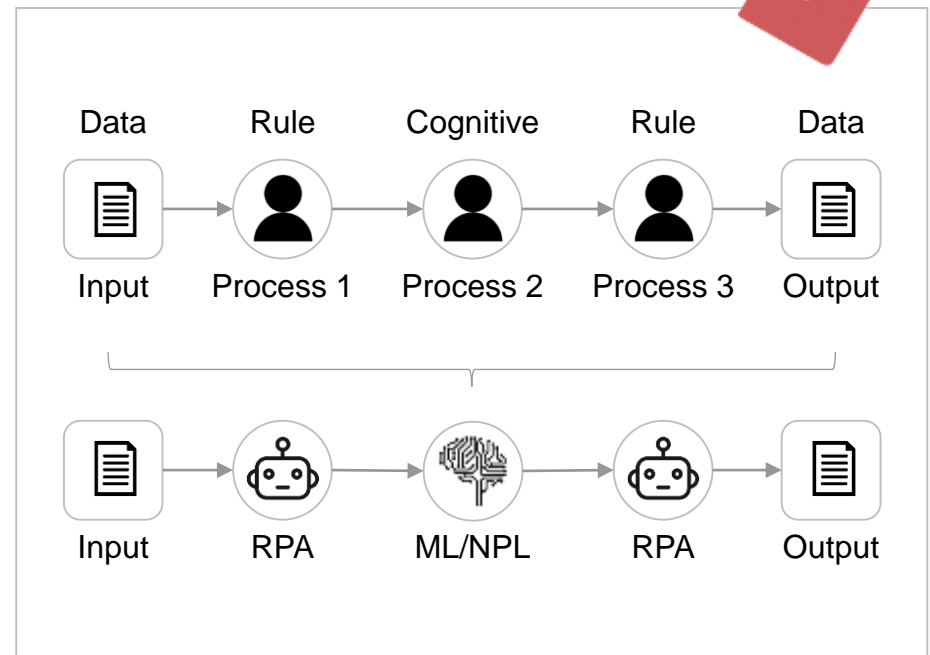 Data Rule Cognitive Rule Data
Input Process 1 Process 2 Process 3 Output
Input RPA ML/NPL RPA Output